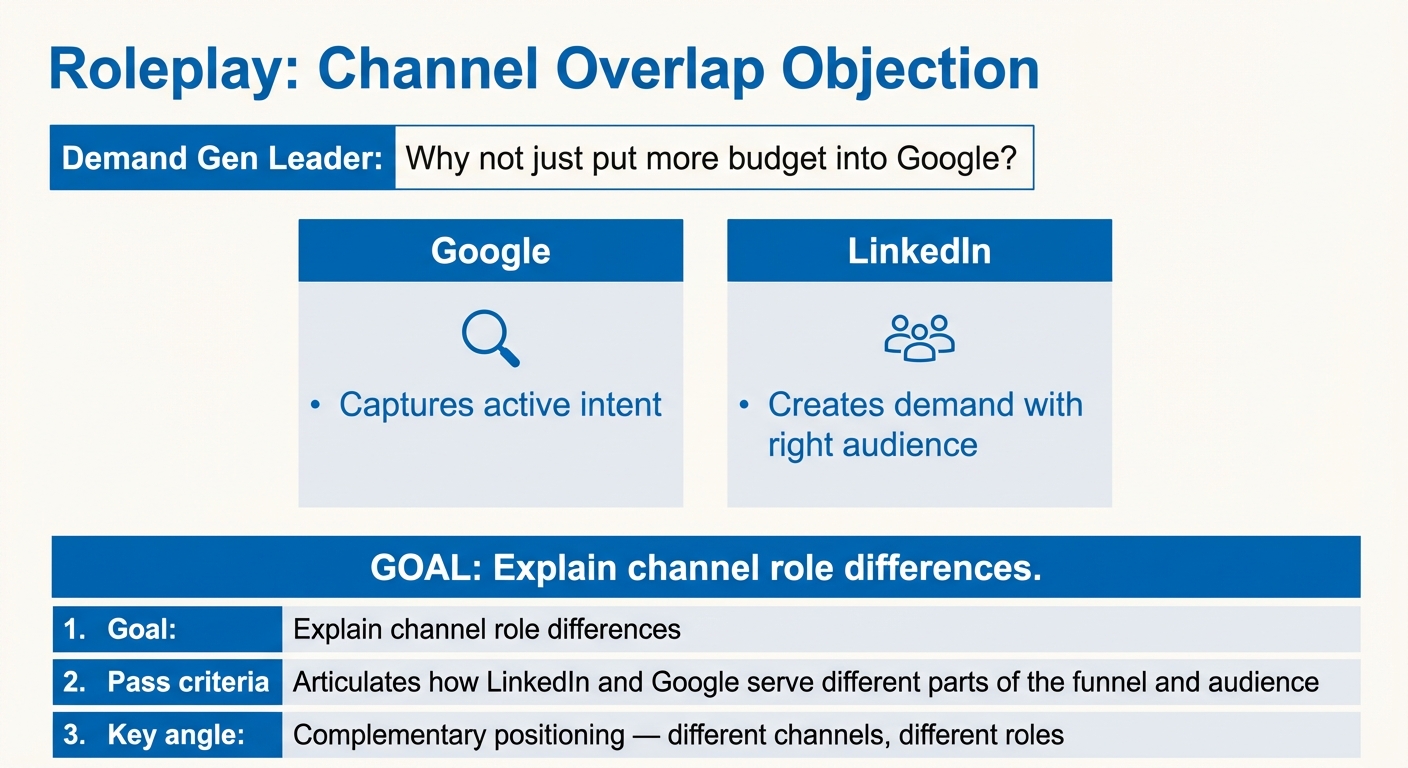 Roleplay: Channel Overlap Objection
Demand Gen Leader: Why not just put more budget into Google?
Google
• Captures active intent
LinkedIn
• Creates demand with
right audience
GOAL: Explain channel role differences.
1. Goal: Explain channel role differences
2. Pass criteria Articulates how LinkedIn and Google serve different parts of the funnel and audience
3. Key angle: Complementary positioning — different channels, different roles